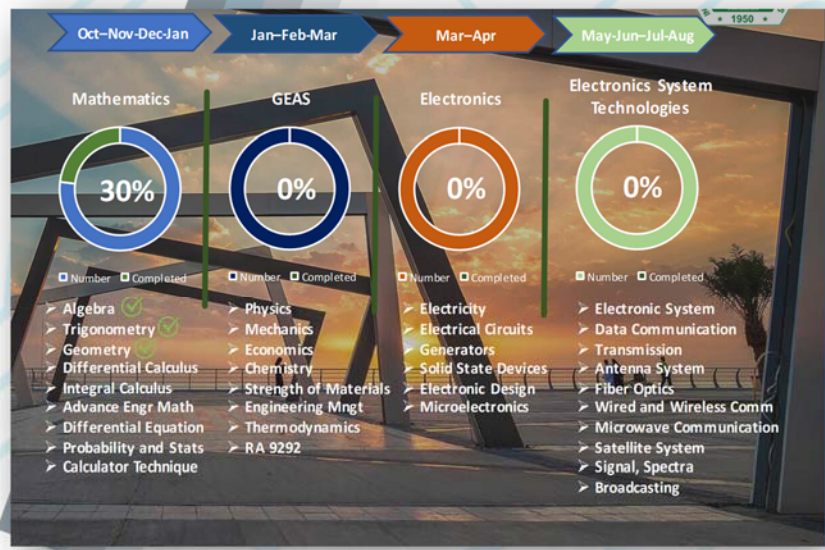 1950
Oct–Nov-Dec-Jan
Jan–Feb-Mar
Mar–Apr
May-Jun–Jul-Aug
Mathematics
30%
Number Completed
Algebra
Trigonometry
Geometry
Differential Calculus
Integral Calculus
Advance Engr Math
Differential Equation
Probability and Stats
Calculator Technique
GEAS
0%
Number Completed
Physics
Mechanics
Economics
Chemistry
Strength of Materials
Engineering Mngt
Thermodynamics
RA 9292
Electronics
0%
Number Completed
Electricity
Electrical Circuits
Generators
Solid State Devices
Electronic Design
Microelectronics
Electronics System
Technologies
0%
Number Completed
Electronic System
Data Communication
Transmission
Antenna System
Fiber Optics
Wired and Wireless Comm
Microwave Communication
Satellite System
Signal, Spectra
Broadcasting